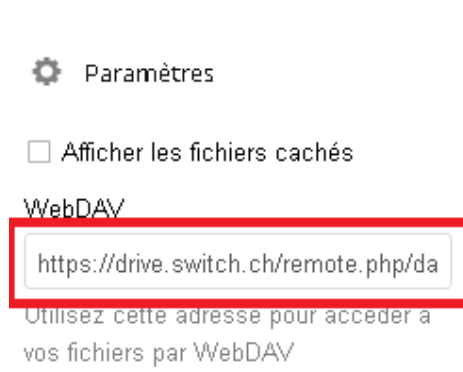 Paramètres
Afficher les fichiers cachés
WebDAV
https://drive.switch.ch/remote.php/da
Utilisez cette adresse pour accéder à
vos fichiers par WebDAV